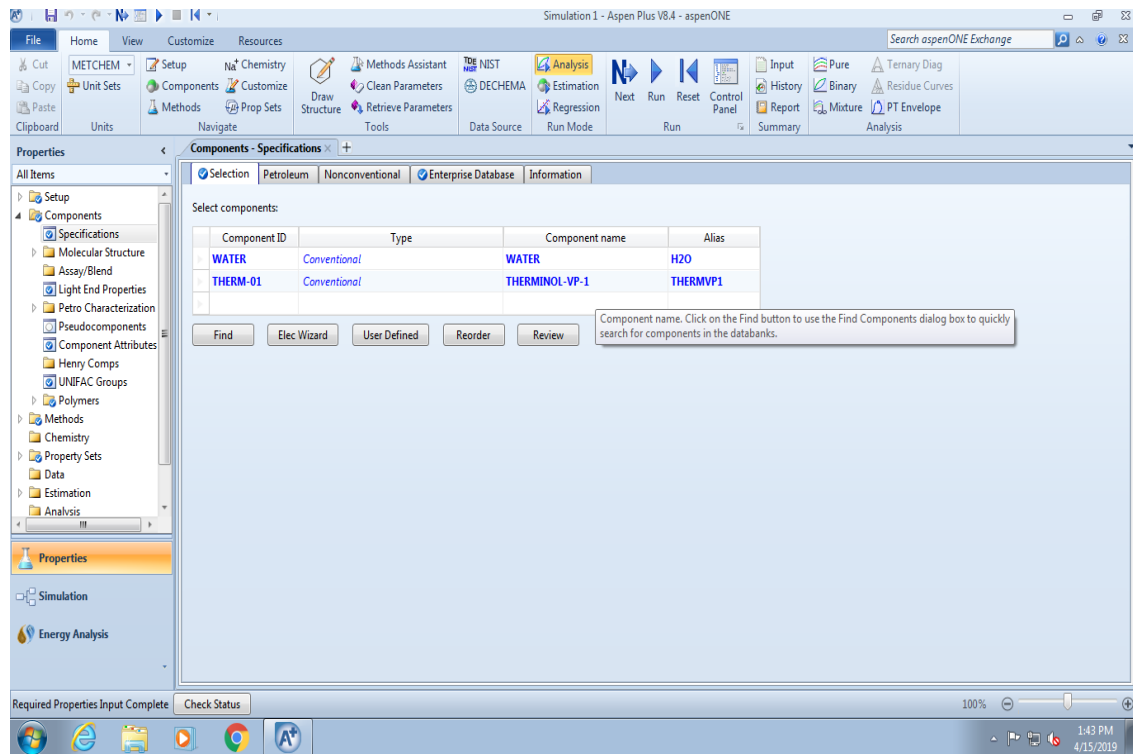 Simulation 1 - Aspen Plus V8.4 - aspenONE
File Home View Customize Resources Search aspenONE Exchange
Cut METCHEM Setup Na+ Chemistry Methods Assistant NIST Analysis Input Pure Ternary Diag
Copy Unit Sets Components Customize Draw Structure Clean Parameters DECHEMA Estimation Next Run Reset Control Panel History Binary Residue Curves
Paste Methods Prop Sets Retrieve Parameters Regression Report Mixture PT Envelope
Clipboard Units Navigate Tools Data Source Run Mode Run Summary Analysis
Properties Components - Specifications
All Items Selection Petroleum Nonconventional Enterprise Database Information
Setup
Components
Specifications
Molecular Structure
Assay/Blend
Light End Properties
Petro Characterization
Pseudocomponents
Component Attributes
Henry Comps
UNIFAC Groups
Polymers
Methods
Chemistry
Property Sets
Data
Estimation
Analysis
Select components:
Component ID Type Component name Alias
WATER Conventional WATER H2O
THERM-01 Conventional THERMINOL-VP-1 THERMVP1
Find Elec Wizard User Defined Reorder Review
Component name. Click on the Find button to use the Find Components dialog box to quickly
search for components in the databanks.
Properties
Simulation
Energy Analysis
Required Properties Input Complete Check Status 100%
1:43 PM
4/15/2019